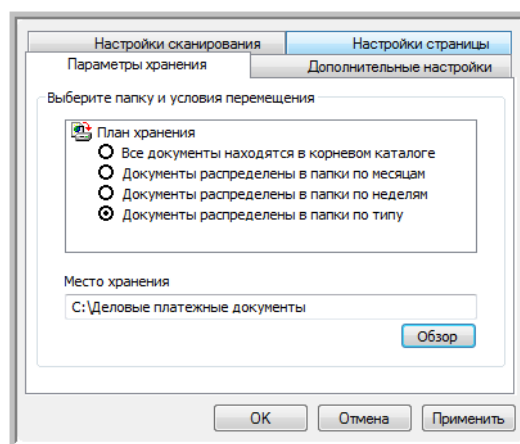 Настройки сканирования
Настройки страницы
Параметры хранения
Дополнительные настройки
Выберите папку и условия перемещения
План хранения
Все документы находятся в корневом каталоге
Документы распределены в папки по месяцам
Документы распределены в папки по неделям
Документы распределены в папки по типу
Место хранения
C:\Деловые платежные документы
Обзор
OK
Отмена
Применить